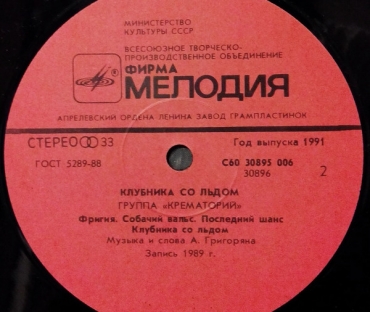 МИНИСТЕРСТВО
КУЛЬТУРЫ СССР
ВСЕСОЮЗНОЕ ТВОРЧЕСКО-
ПРОИЗВОДСТВЕННОЕ ОБЪЕДИНЕНИЕ
ФИРМА
МЕЛОДИЯ
АПРЕЛЕВСКИЙ ОРДЕНА ЛЕНИНА ЗАВОД ГРАМПЛАСТИНОК
СТЕРЕО 33 Год выпуска 1991
ГОСТ 5289-88 С60 30895 006
30896 2
КЛУБНИКА СО ЛЬДОМ
ГРУППА «КРЕМАТОРИЙ»
Фригия. Собачий вальс. Последний шанс
Клубника со льдом
Музыка и слова А. Григоряна
Запись 1989 г.